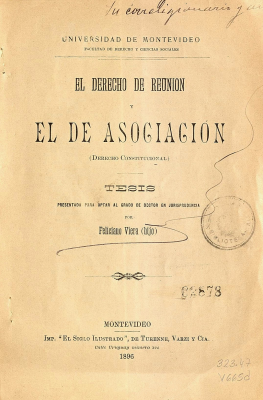 Tu correligionario y
UNIVERSIDAD DE MONTEVIDEO
FACULTAD DE DERECHO Y CIENCIAS SOCIALES
EL DERECHO DE REUNION
Y
EL DE ASOCIACIÓN
(DERECHO CONSTITUCIONAL)
TESIS
PRESENTADA PARA OPTAR AL GRADO DE DOCTOR EN JURISPRUDENCIA
POR
Feliciano Viera (hijo)
MONTEVIDEO
IMP. "EL SIGLO ILUSTRADO", DE TURENNE, VARZI Y CIA.
1896